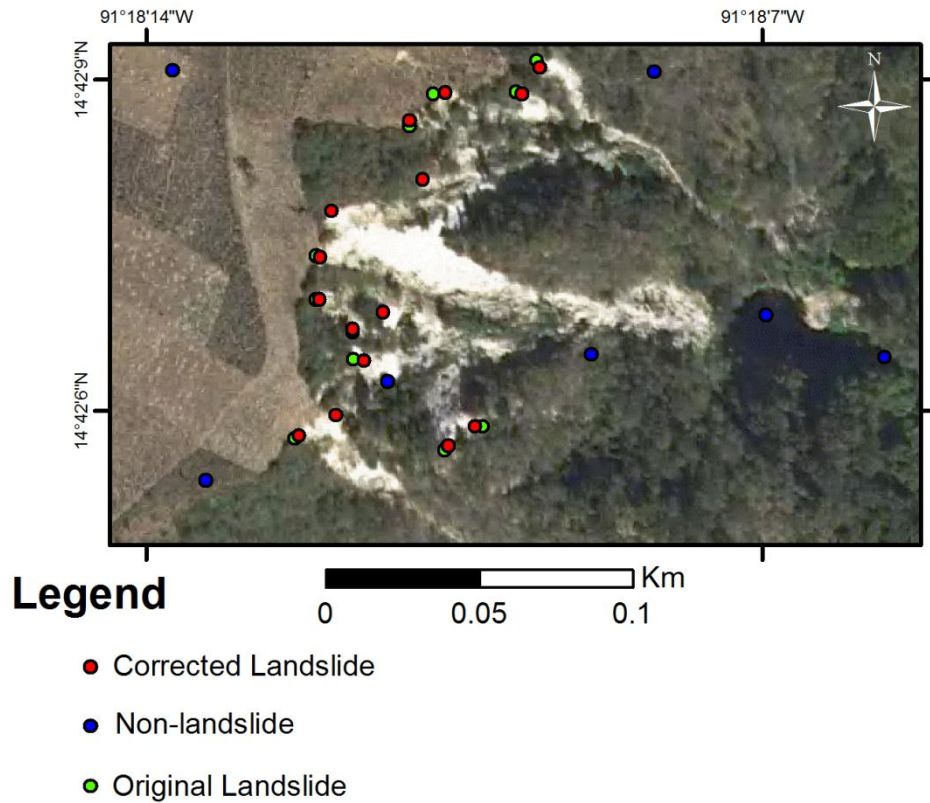 91°18'14"W
91°18'7"W
14°42'9"N
N
14°42'6"N
Legend
Km
0
0.05
0.1
Corrected Landslide
Non-landslide
Original Landslide